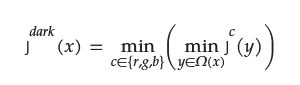 J^dark (x) = min_{c∈{r,g,b}} ( min_{y∈Ω(x)} J^c (y) )